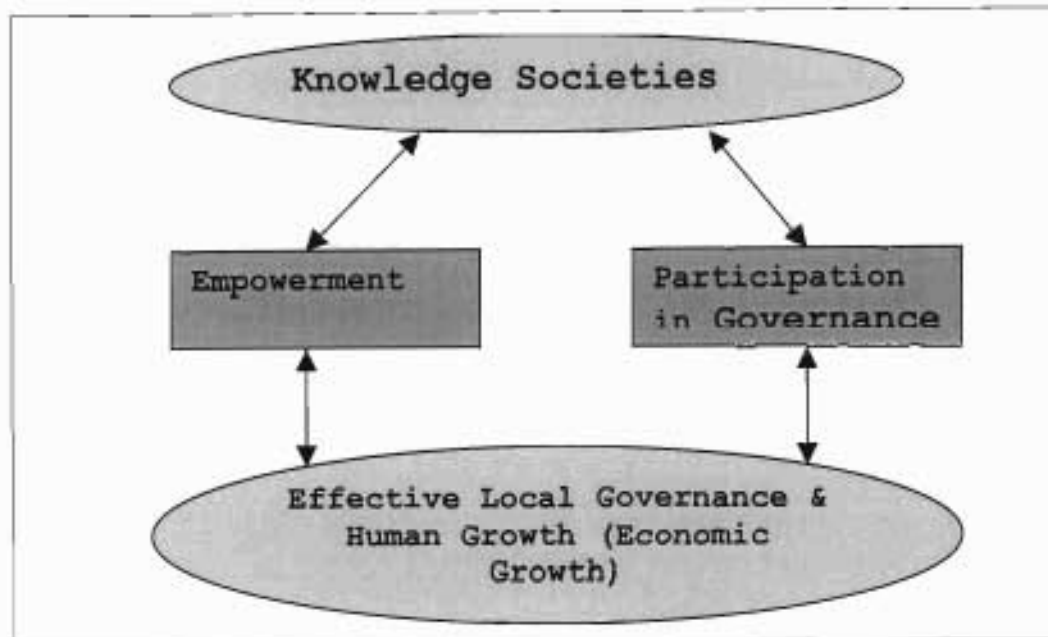 Knowledge Societies
Empowerment
Participation
in Governance
Effective Local Governance &
Human Growth (Economic
Growth)